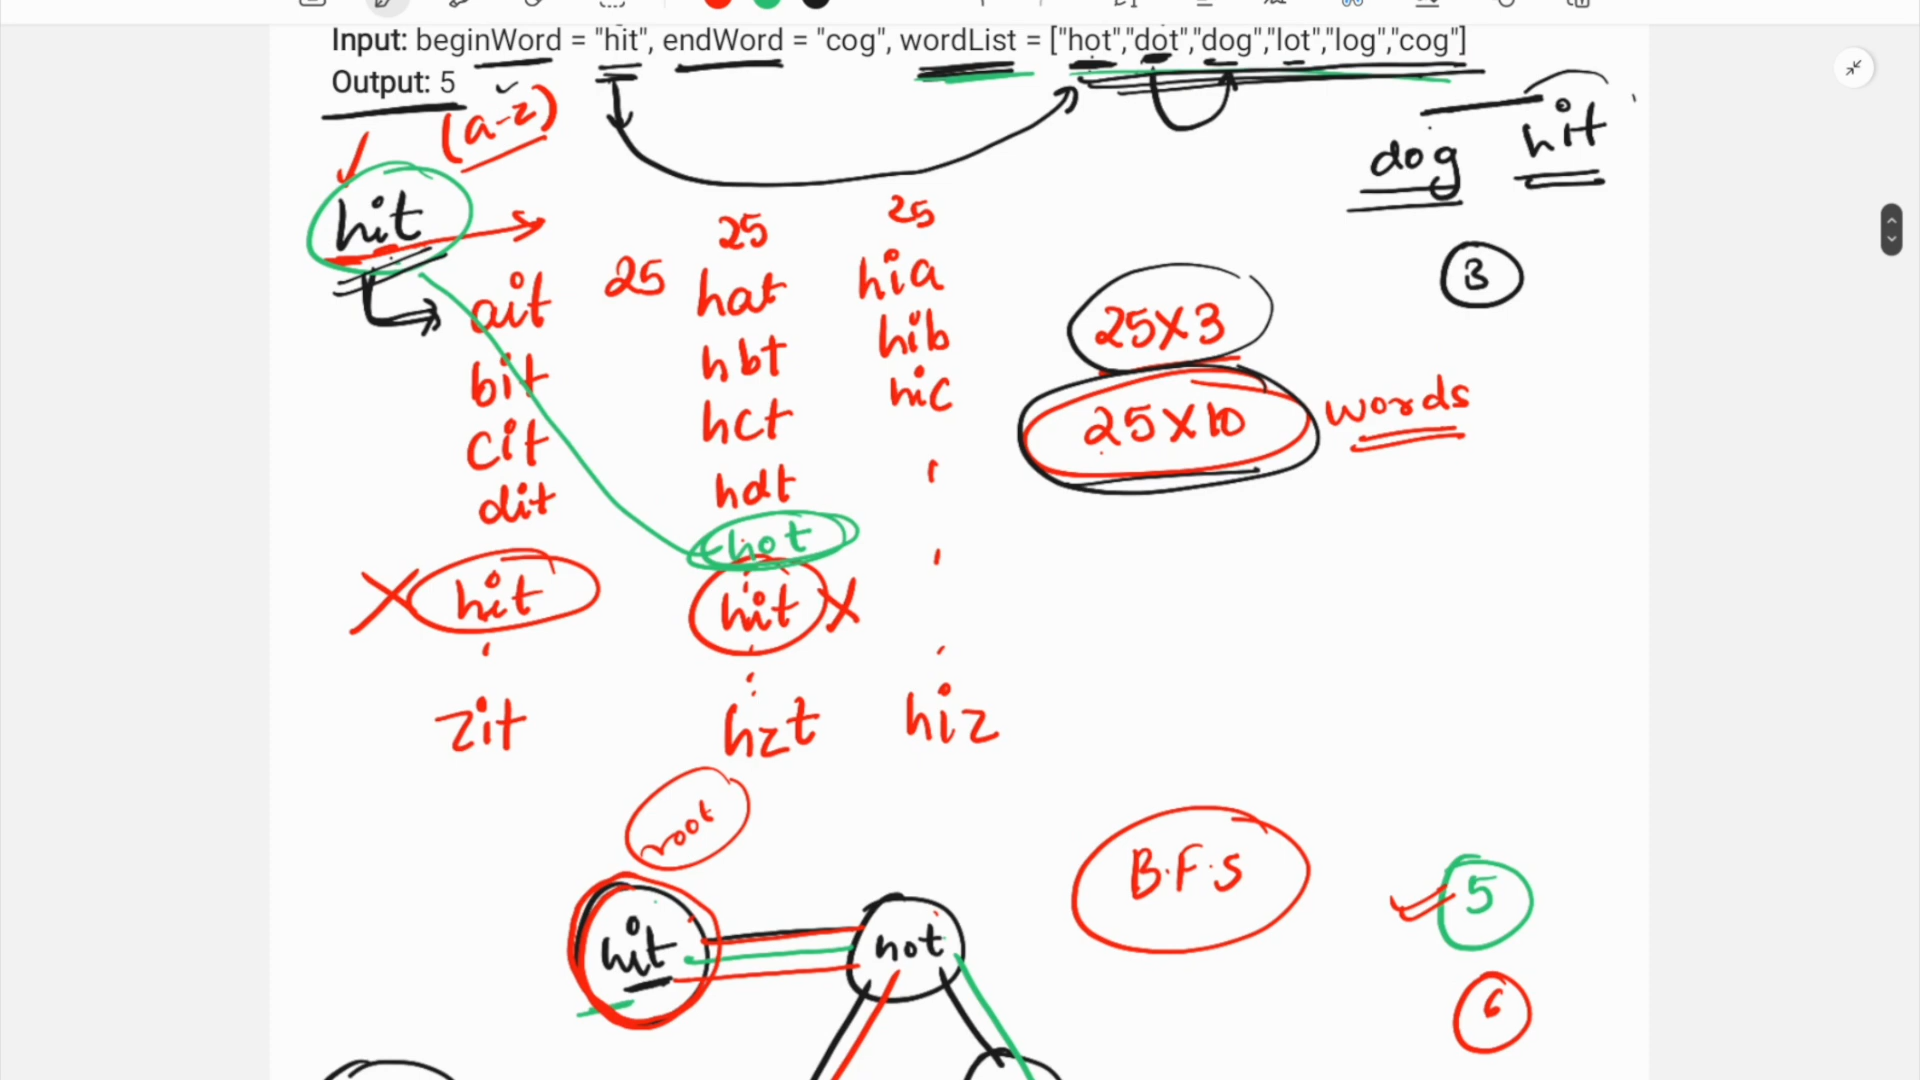 Input: beginWord = "hit", endWord = "cog", wordList = ["hot","dot","dog","lot","log","cog"]
Output: 5
(a-z)
dog hit
hit
25
25
25
3
ait hat hia
bit hbt hib
cit hct hic
dit hdt
hot
hit hit
zit hzt hiz
25X3
25X10 words
root
B.F.S
5
hit hot
6